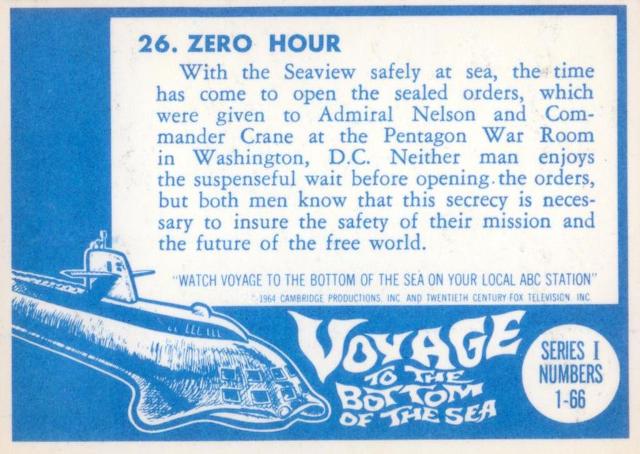 26. ZERO HOUR
With the Seaview safely at sea, the time
has come to open the sealed orders, which
were given to Admiral Nelson and Com-
mander Crane at the Pentagon War Room
in Washington, D.C. Neither man enjoys
the suspenseful wait before opening the orders,
but both men know that this secrecy is neces-
sary to insure the safety of their mission and
the future of the free world.
"WATCH VOYAGE TO THE BOTTOM OF THE SEA ON YOUR LOCAL ABC STATION"
1964 CAMBRIDGE PRODUCTIONS, INC. AND TWENTIETH CENTURY-FOX TELEVISION, INC.
VOYAGE
TO THE
BOTTOM
OF THE SEA
SERIES I
NUMBERS
1-66